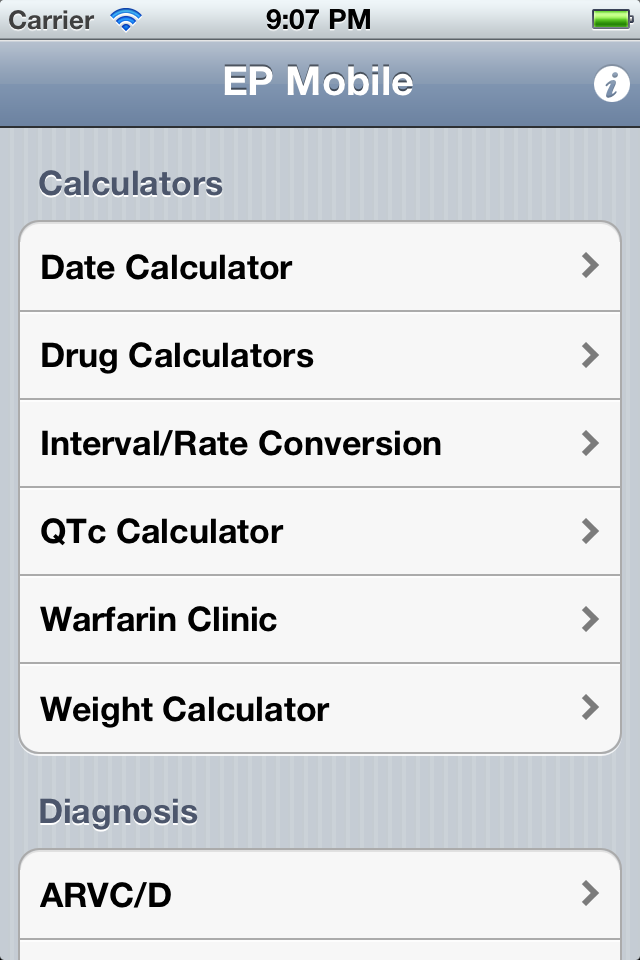 Carrier 9:07 PM
EP Mobile
Calculators
Date Calculator
Drug Calculators
Interval/Rate Conversion
QTc Calculator
Warfarin Clinic
Weight Calculator
Diagnosis
ARVC/D